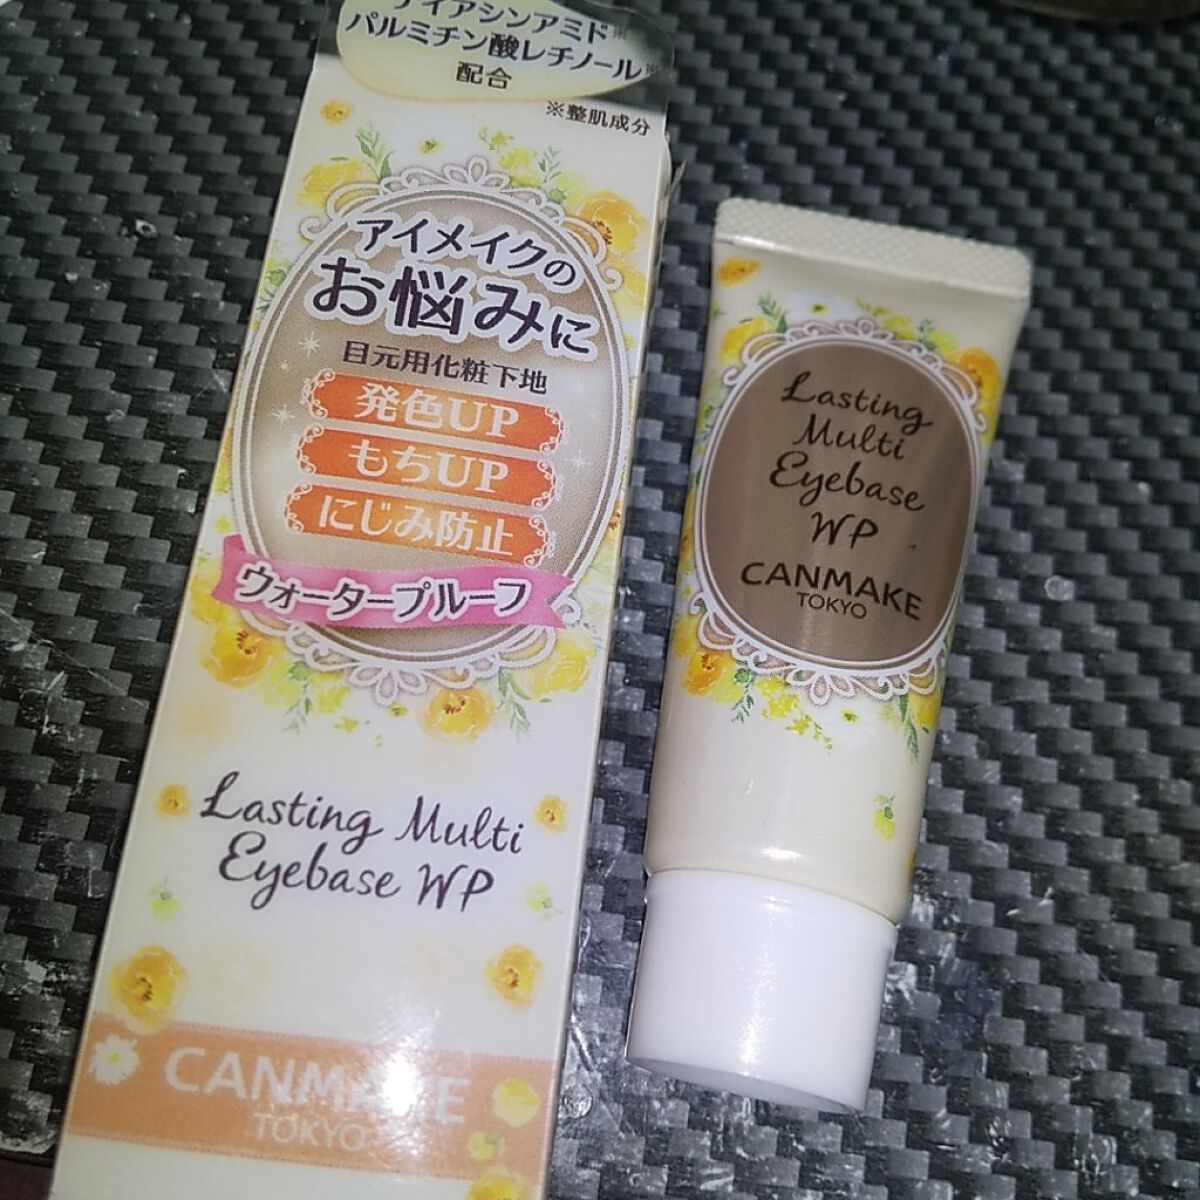 ナイアシンアミド※
パルミチン酸レチノール※
配合
※整肌成分
アイメイクの
お悩みに
目元用化粧下地
発色UP
もちUP
にじみ防止
ウォータープルーフ
Lasting Multi
Eyebase WP
CANMAKE
TOKYO
Lasting
Multi
Eyebase
WP
CANMAKE
TOKYO